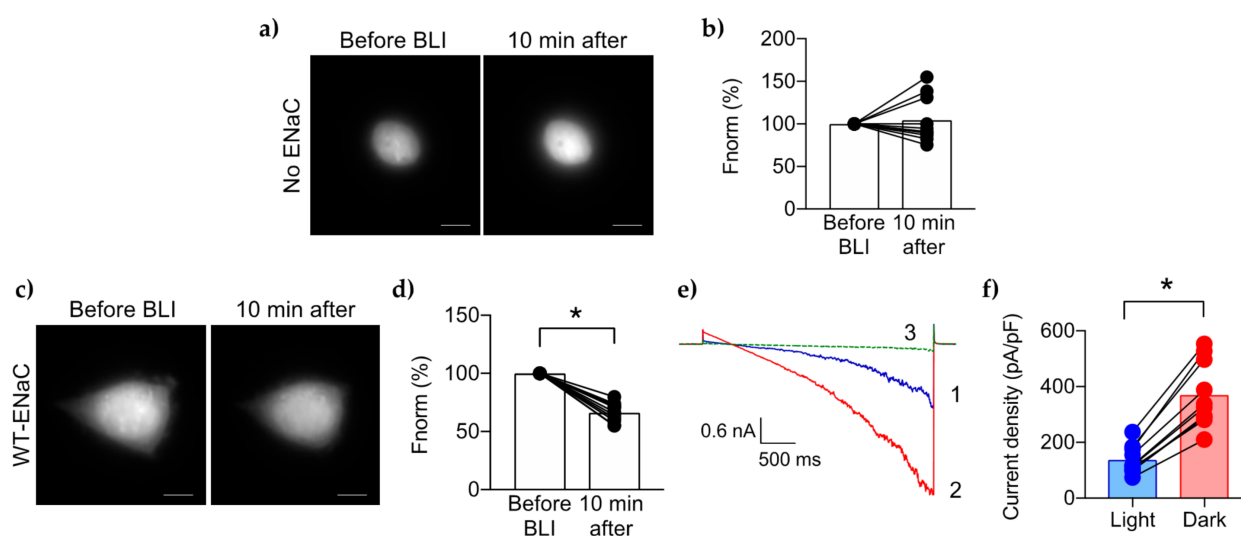 a)
Before BLI
10 min after
No ENaC
b)
Fnorm (%)
200
150
100
50
0
Before
BLI
10 min
after
c)
Before BLI
10 min after
WT-ENaC
d)
Fnorm (%)
150
100
50
0
*
Before
BLI
10 min
after
e)
3
1
2
0.6 nA
500 ms
f)
Current density (pA/pF)
600
400
200
0
*
Light
Dark